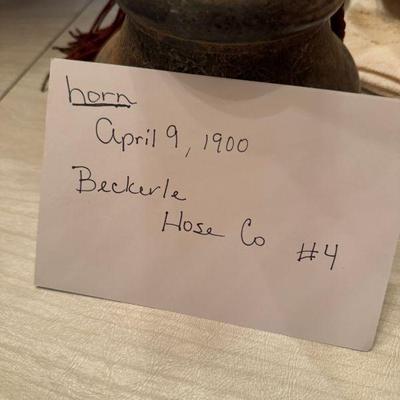 horn
April 9, 1900
Beckerle
Hose Co #4